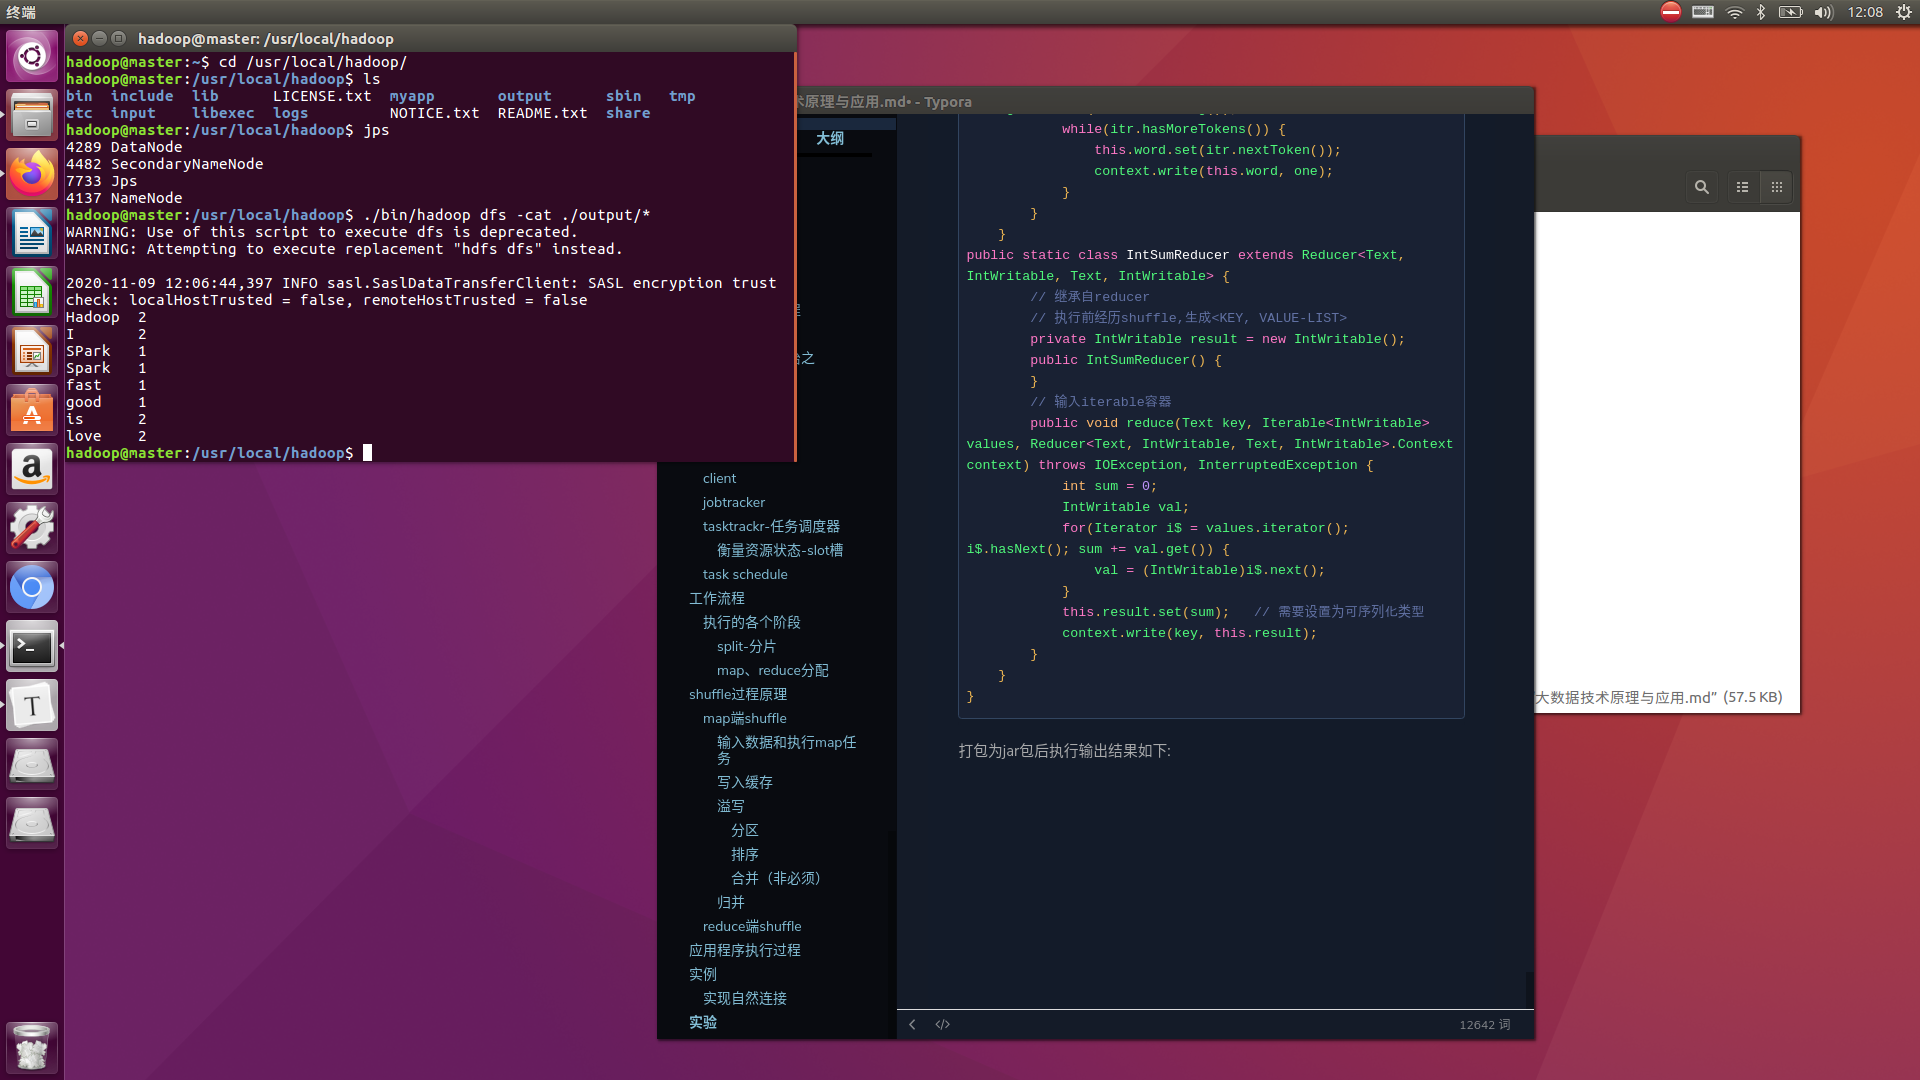 终端
12:08
hadoop@master: /usr/local/hadoop
hadoop@master:~$ cd /usr/local/hadoop/
hadoop@master:/usr/local/hadoop$ ls
bin  include  lib      LICENSE.txt  myapp       output      sbin   tmp
etc  input    libexec  logs         NOTICE.txt  README.txt  share
hadoop@master:/usr/local/hadoop$ jps
4289 DataNode
4482 SecondaryNameNode
7733 Jps
4137 NameNode
hadoop@master:/usr/local/hadoop$ ./bin/hadoop dfs -cat ./output/*
WARNING: Use of this script to execute dfs is deprecated.
WARNING: Attempting to execute replacement "hdfs dfs" instead.
2020-11-09 12:06:44,397 INFO sasl.SaslDataTransferClient: SASL encryption trust
check: localHostTrusted = false, remoteHostTrusted = false
Hadoop  2
I       2
SPark   1
Spark   1
fast    1
good    1
is      2
love    2
hadoop@master:/usr/local/hadoop$
术原理与应用.md• - Typora
大纲
理
治之
client
jobtracker
tasktrackr-任务调度器
衡量资源状态-slot槽
task schedule
工作流程
执行的各个阶段
split-分片
map、reduce分配
shuffle过程原理
map端shuffle
输入数据和执行map任
务
写入缓存
溢写
分区
排序
合并（非必须）
归并
reduce端shuffle
应用程序执行过程
实例
实现自然连接
实验
while(itr.hasMoreTokens()) {
this.word.set(itr.nextToken());
context.write(this.word, one);
}
}
}
public static class IntSumReducer extends Reducer<Text,
IntWritable, Text, IntWritable> {
// 继承自reducer
// 执行前经历shuffle,生成<KEY, VALUE-LIST>
private IntWritable result = new IntWritable();
public IntSumReducer() {
}
// 输入iterable容器
public void reduce(Text key, Iterable<IntWritable>
values, Reducer<Text, IntWritable, Text, IntWritable>.Context
context) throws IOException, InterruptedException {
int sum = 0;
IntWritable val;
for(Iterator i$ = values.iterator();
i$.hasNext(); sum += val.get()) {
val = (IntWritable)i$.next();
}
this.result.set(sum);   // 需要设置为可序列化类型
context.write(key, this.result);
}
}
}
打包为jar包后执行输出结果如下:
</>
12642 词
大数据技术原理与应用.md” (57.5 KB)